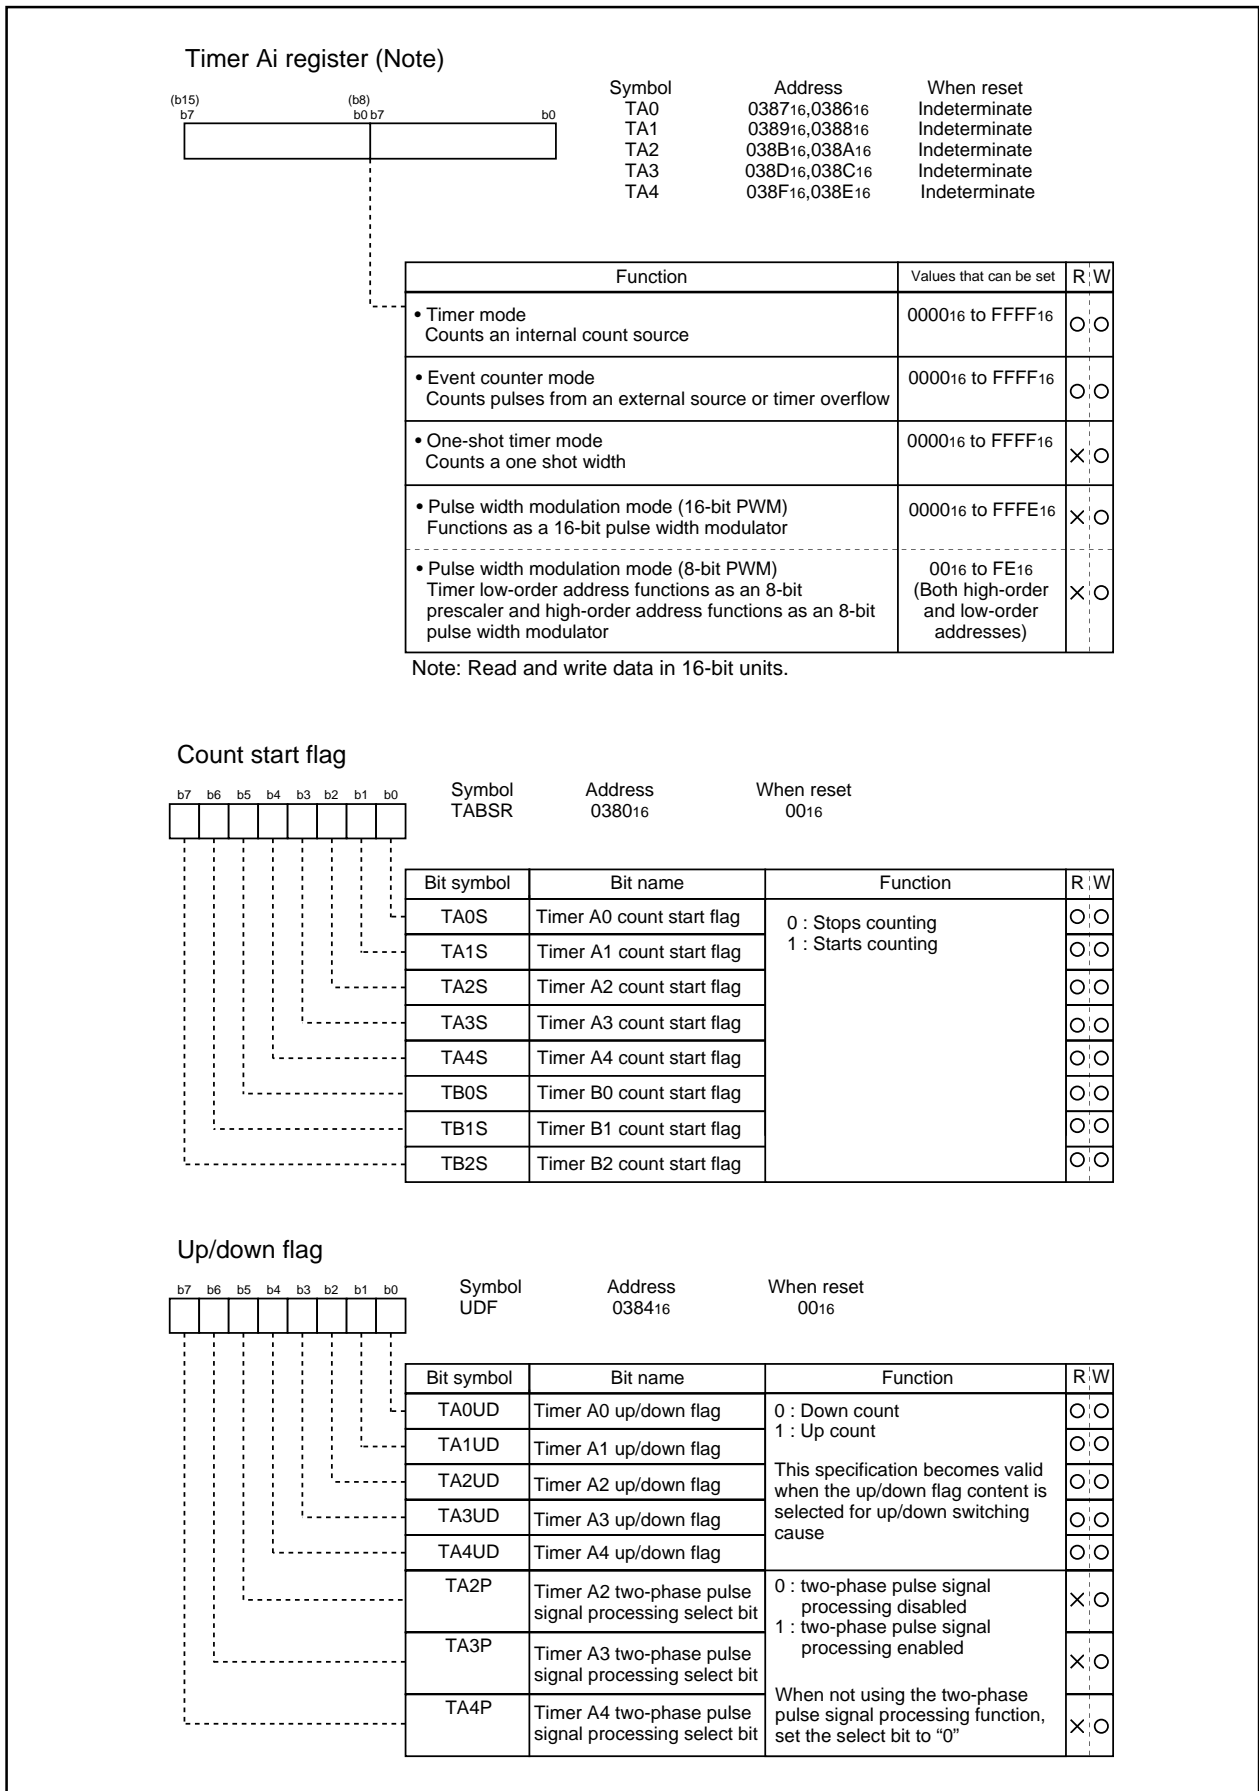 Timer Ai register (Note)
Symbol Address When reset
TA0 038716,038616 Indeterminate
TA1 038916,038816 Indeterminate
TA2 038B16,038A16 Indeterminate
TA3 038D16,038C16 Indeterminate
TA4 038F16,038E16 Indeterminate
(b15) (b8)
b7 b0 b7 b0
Function Values that can be set R W
• Timer mode 000016 to FFFF16
Counts an internal count source
• Event counter mode 000016 to FFFF16
Counts pulses from an external source or timer overflow
• One-shot timer mode 000016 to FFFF16
Counts a one shot width
• Pulse width modulation mode (16-bit PWM) 000016 to FFFE16
Functions as a 16-bit pulse width modulator
• Pulse width modulation mode (8-bit PWM) 0016 to FE16
Timer low-order address functions as an 8-bit (Both high-order
prescaler and high-order address functions as an 8-bit and low-order
pulse width modulator addresses)
Note: Read and write data in 16-bit units.
Count start flag
Symbol Address When reset
TABSR 038016 0016
b7 b6 b5 b4 b3 b2 b1 b0
Bit symbol Bit name Function R W
TA0S Timer A0 count start flag 0 : Stops counting
TA1S Timer A1 count start flag 1 : Starts counting
TA2S Timer A2 count start flag
TA3S Timer A3 count start flag
TA4S Timer A4 count start flag
TB0S Timer B0 count start flag
TB1S Timer B1 count start flag
TB2S Timer B2 count start flag
Up/down flag
Symbol Address When reset
UDF 038416 0016
b7 b6 b5 b4 b3 b2 b1 b0
Bit symbol Bit name Function R W
TA0UD Timer A0 up/down flag 0 : Down count
1 : Up count
TA1UD Timer A1 up/down flag
This specification becomes valid
TA2UD Timer A2 up/down flag when the up/down flag content is
TA3UD Timer A3 up/down flag selected for up/down switching
cause
TA4UD Timer A4 up/down flag
TA2P Timer A2 two-phase pulse 0 : two-phase pulse signal
signal processing select bit processing disabled
1 : two-phase pulse signal
TA3P Timer A3 two-phase pulse processing enabled
signal processing select bit
When not using the two-phase
TA4P Timer A4 two-phase pulse pulse signal processing function,
signal processing select bit set the select bit to “0”